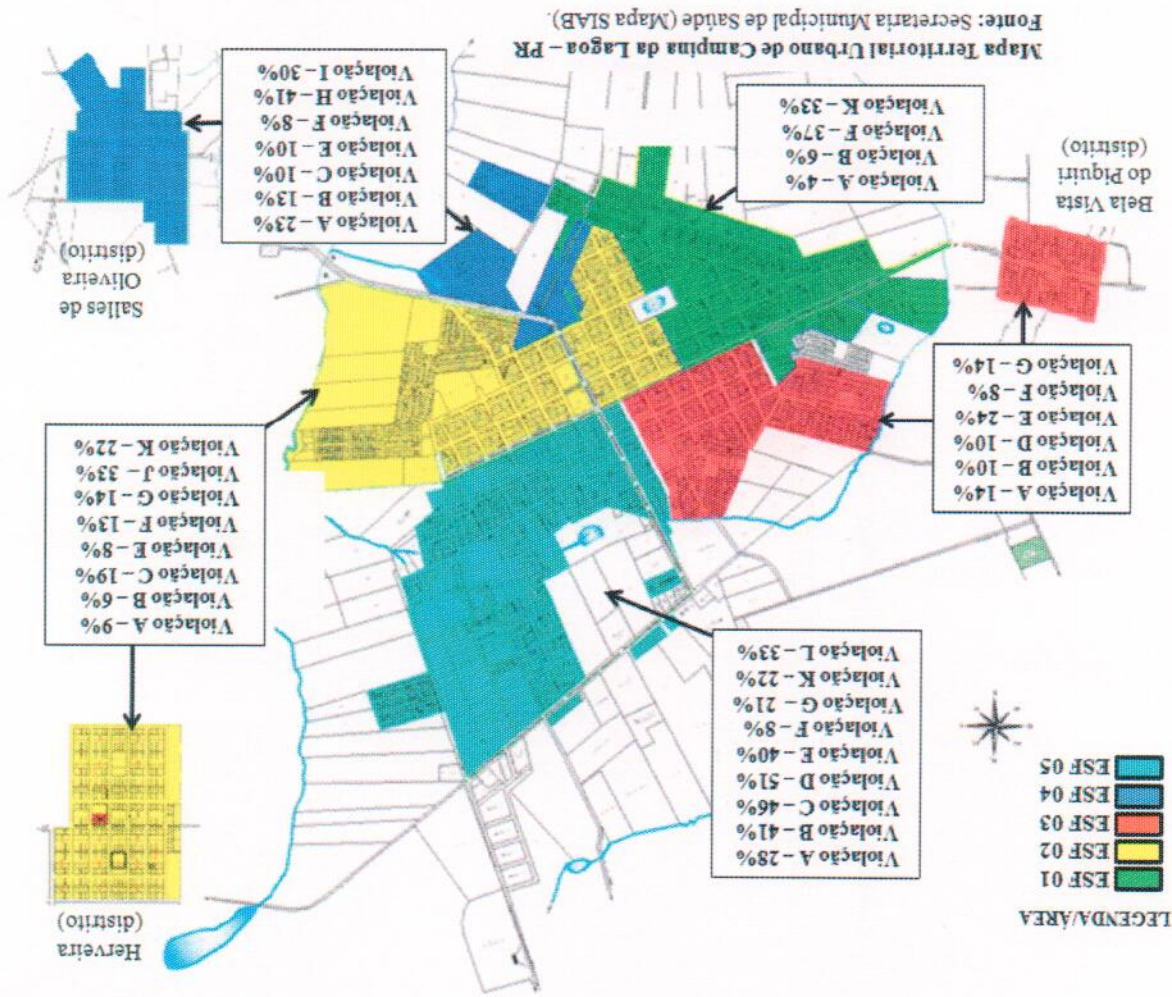 LEGENDA/ÁREA
ESF 01
ESF 02
ESF 03
ESF 04
ESF 05
Herveira
(distrito)
Violação A – 28%
Violação B – 41%
Violação C – 46%
Violação D – 51%
Violação E – 40%
Violação F – 8%
Violação G – 21%
Violação K – 22%
Violação L – 33%
Violação A – 9%
Violação B – 6%
Violação C – 19%
Violação E – 8%
Violação F – 13%
Violação G – 14%
Violação J – 33%
Violação K – 22%
Violação A – 14%
Violação B – 10%
Violação D – 10%
Violação E – 24%
Violação F – 8%
Violação G – 14%
Salles de
Oliveira
(distrito)
Bela Vista
do Piquiri
(distrito)
Violação A – 23%
Violação B – 13%
Violação C – 10%
Violação E – 10%
Violação F – 8%
Violação H – 41%
Violação I – 30%
Violação A – 4%
Violação B – 6%
Violação F – 37%
Violação K – 33%
Mapa Territorial Urbano de Campina da Lagoa – PR
Fonte: Secretaria Municipal de Saúde (Mapa SIAB).